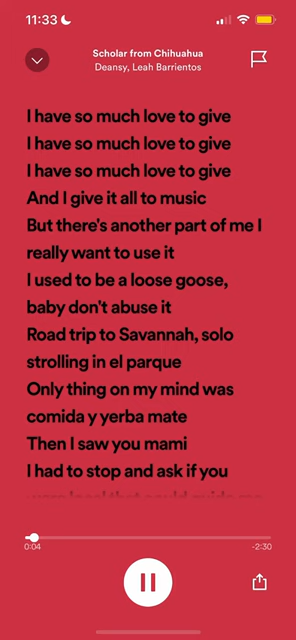 11:33
Scholar from Chihuahua
Deansy, Leah Barrientos
I have so much love to give
I have so much love to give
I have so much love to give
And I give it all to music
But there's another part of me I
really want to use it
I used to be a loose goose,
baby don't abuse it
Road trip to Savannah, solo
strolling in el parque
Only thing on my mind was
comida y yerba mate
Then I saw you mami
I had to stop and ask if you
0:04
-2:30